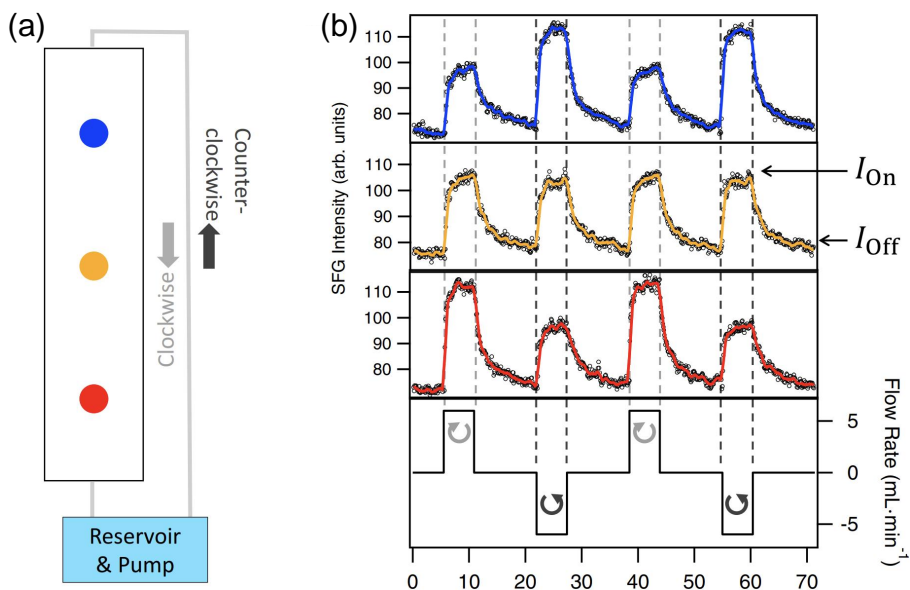 (a)
Counter-
clockwise
Clockwise
Reservoir
& Pump
(b)
SFG Intensity (arb. units)
110
100
90
80
110
100
90
80
110
100
90
80
I_On
I_Off
5
0
-5
Flow Rate (mL·min⁻¹)
0 10 20 30 40 50 60 70